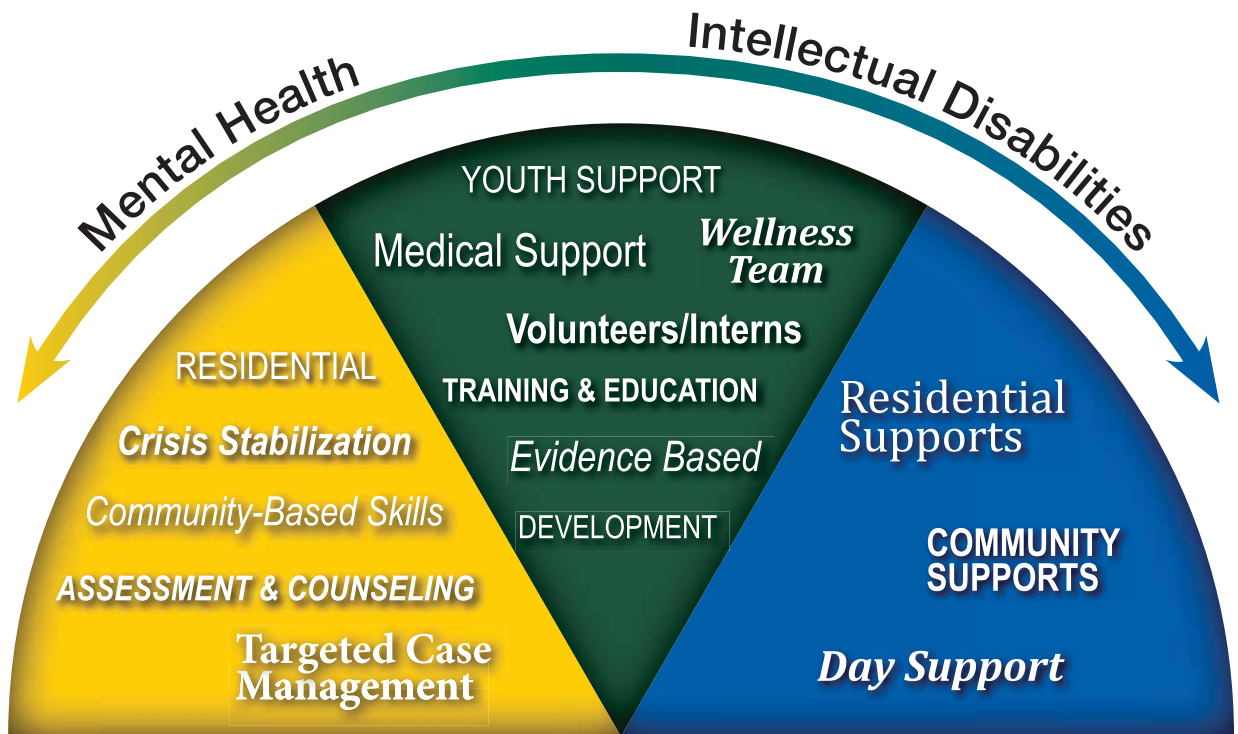 Mental Health
Intellectual Disabilities
RESIDENTIAL
Crisis Stabilization
Community-Based Skills
ASSESSMENT & COUNSELING
Targeted Case
Management
YOUTH SUPPORT
Medical Support
Wellness
Team
Volunteers/Interns
TRAINING & EDUCATION
Evidence Based
DEVELOPMENT
Residential
Supports
COMMUNITY
SUPPORTS
Day Support